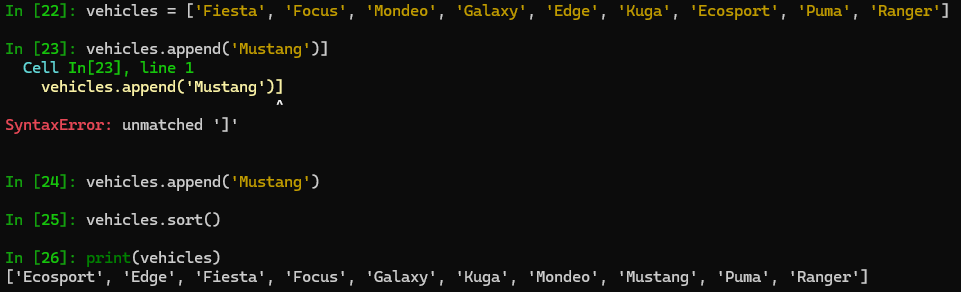 In [22]: vehicles = ['Fiesta', 'Focus', 'Mondeo', 'Galaxy', 'Edge', 'Kuga', 'Ecosport', 'Puma', 'Ranger']
In [23]: vehicles.append('Mustang')]
Cell In[23], line 1
vehicles.append('Mustang')]
^
SyntaxError: unmatched ']'
In [24]: vehicles.append('Mustang')
In [25]: vehicles.sort()
In [26]: print(vehicles)
['Ecosport', 'Edge', 'Fiesta', 'Focus', 'Galaxy', 'Kuga', 'Mondeo', 'Mustang', 'Puma', 'Ranger']